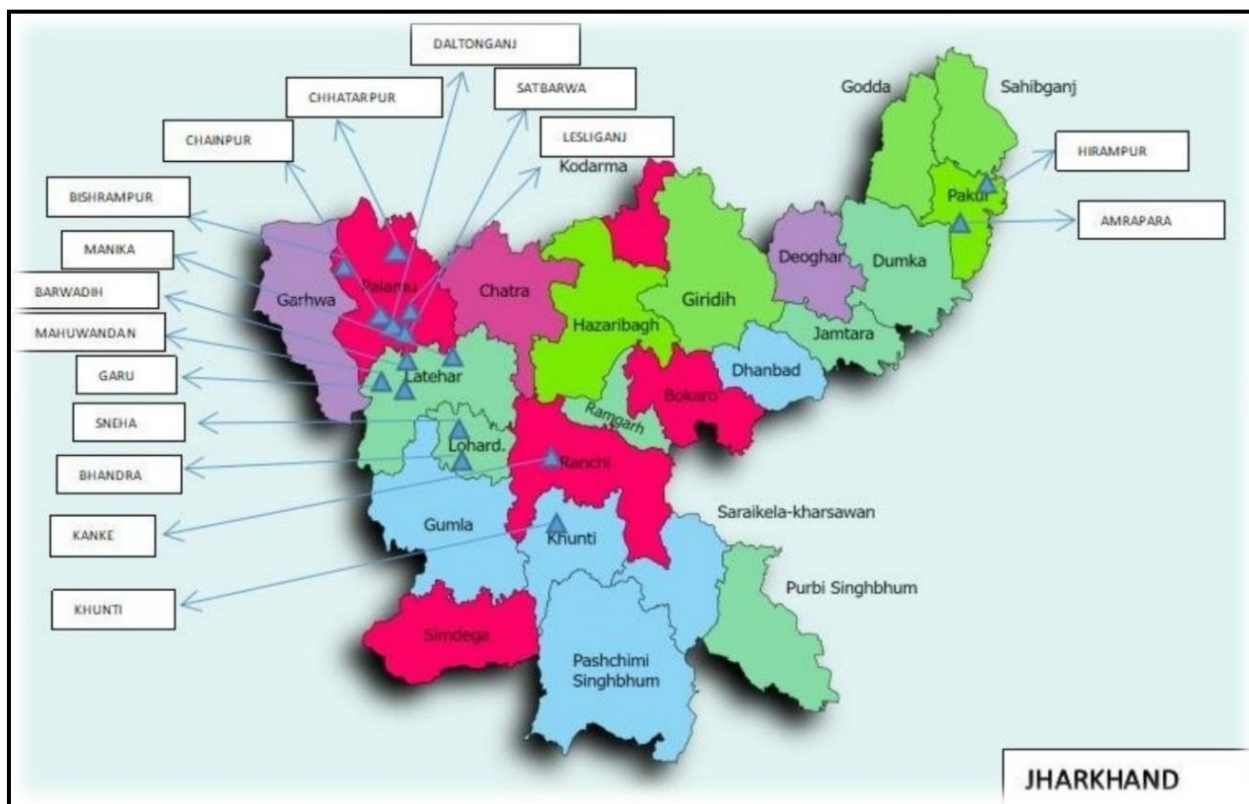 DALTONGANJ
CHHATARPUR
SATBARWA
CHAINPUR
LESLIGANJ
Kodarma
Godda
Sahibganj
HIRAMPUR
BISHRAMPUR
Pakur
AMRAPARA
MANIKA
Palamu
Garhwa
Chatra
Deoghar
Dumka
BARWADIH
Giridih
Hazaribagh
MAHUWANDAN
Jamtara
Latehar
Dhanbad
GARU
Bokaro
Ramgarh
SNEHA
Lohard.
Ranchi
BHANDRA
KANKE
Gumla
Khunti
Saraikela-kharsawan
KHUNTI
Purbi Singhbhum
Simdega
Pashchimi
Singhbhum
JHARKHAND